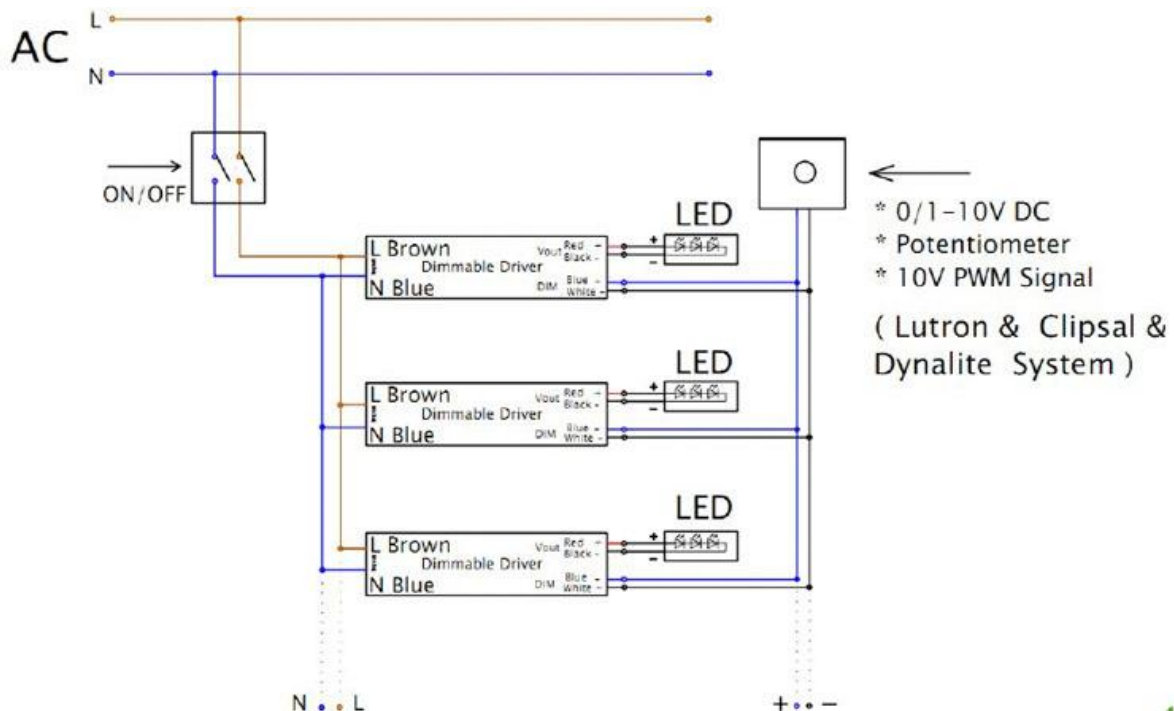 AC
L
N
ON/OFF
L Brown
Dimmable Driver
N Blue
Vout
Red +
Black -
DIM
Blue +
White -
LED
+
−
* 0/1-10V DC
* Potentiometer
* 10V PWM Signal
( Lutron & Clipsal &
Dynalite System )
L Brown
Dimmable Driver
N Blue
Vout
Red +
Black -
DIM
Blue +
White -
LED
+
−
L Brown
Dimmable Driver
N Blue
Vout
Red +
Black -
DIM
Blue +
White -
LED
+
−
N L
+ −